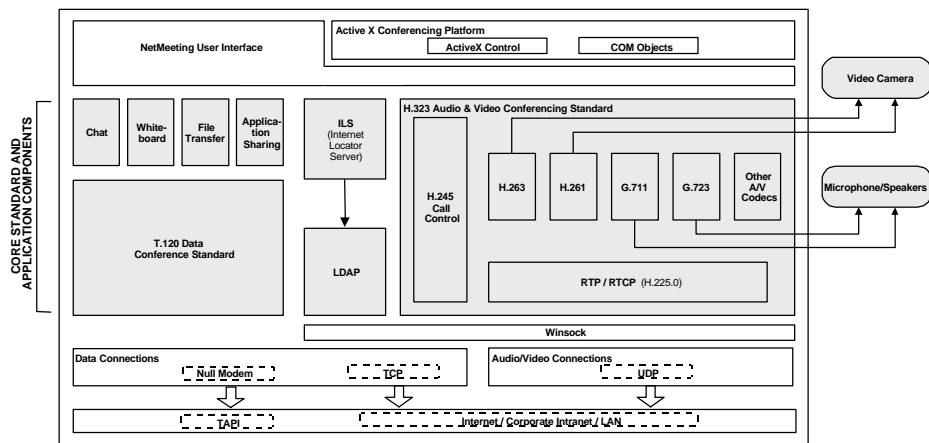 Active X Conferencing Platform
NetMeeting User Interface
ActiveX Control
COM Objects
Video Camera
CORE STANDARD AND
APPLICATION COMPONENTS
Chat
White-
board
File
Transfer
Applica-
tion
Sharing
ILS
(Internet
Locator
Server)
H.323 Audio & Video Conferencing Standard
H.245
Call
Control
H.263
H.261
G.711
G.723
Other
A/V
Codecs
Microphone/Speakers
T.120 Data
Conference Standard
LDAP
RTP / RTCP (H.225.0)
Winsock
Data Connections
Null Modem
TCP
Audio/Video Connections
UDP
TAPI
Internet / Corporate Intranet / LAN